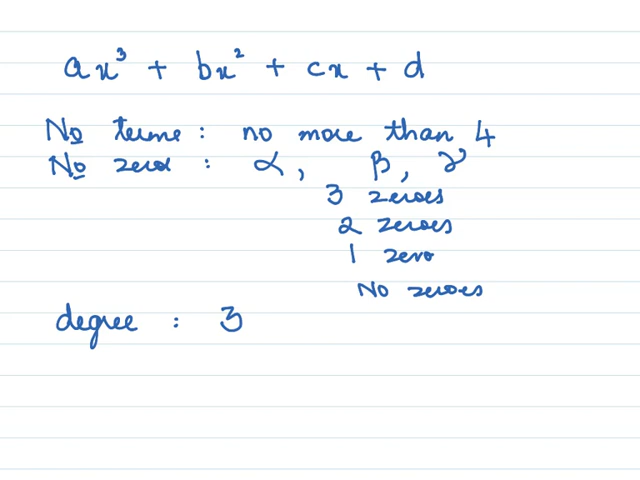 ax³ + bx² + cx + d
No terms : no more than 4
No zeros : α, β, γ
3 zeroes
2 zeroes
1 zero
No zeroes
degree : 3